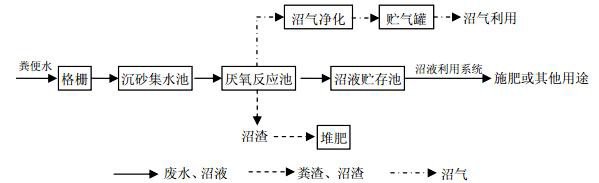 沼气净化 贮气罐 沼气利用
粪便水 格栅 沉砂集水池 厌氧反应池 沼液贮存池 沼液利用系统 施肥或其他用途
沼渣 堆肥
废水、沼液 粪渣、沼渣 沼气